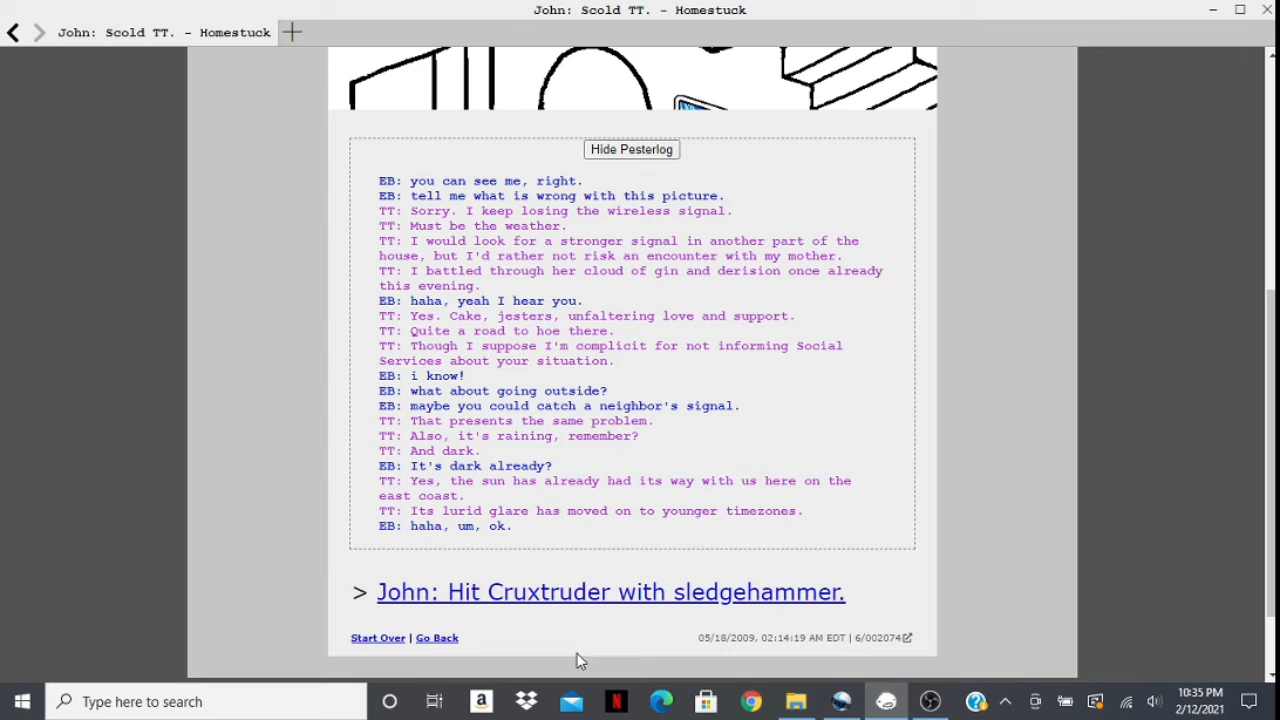 John: Scold TT. - Homestuck
John: Scold TT. - Homestuck
Hide Pesterlog
EB: you can see me, right.
EB: tell me what is wrong with this picture.
TT: Sorry. I keep losing the wireless signal.
TT: Must be the weather.
TT: I would look for a stronger signal in another part of the
house, but I'd rather not risk an encounter with my mother.
TT: I battled through her cloud of gin and derision once already
this evening.
EB: haha, yeah I hear you.
TT: Yes. Cake, jesters, unfaltering love and support.
TT: Quite a road to hoe there.
TT: Though I suppose I'm complicit for not informing Social
Services about your situation.
EB: i know!
EB: what about going outside?
EB: maybe you could catch a neighbor's signal.
TT: That presents the same problem.
TT: Also, it's raining, remember?
TT: And dark.
EB: It's dark already?
TT: Yes, the sun has already had its way with us here on the
east coast.
TT: Its lurid glare has moved on to younger timezones.
EB: haha, um, ok.
> John: Hit Cruxtruder with sledgehammer.
Start Over | Go Back 05/18/2009, 02:14:19 AM EDT | 6/002074
Type here to search
10:35 PM
2/12/2021